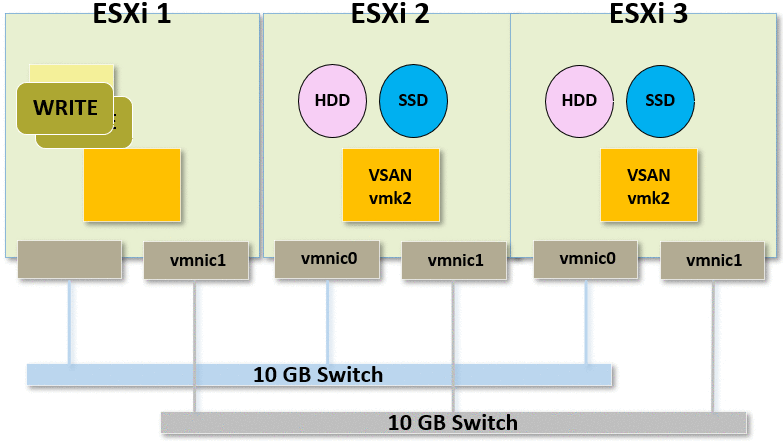 ESXi 1
ESXi 2
ESXi 3
WRITE
E
HDD
SSD
HDD
SSD
VSAN
vmk2
VSAN
vmk2
vmnic1
vmnic0
vmnic1
vmnic0
vmnic1
10 GB Switch
10 GB Switch